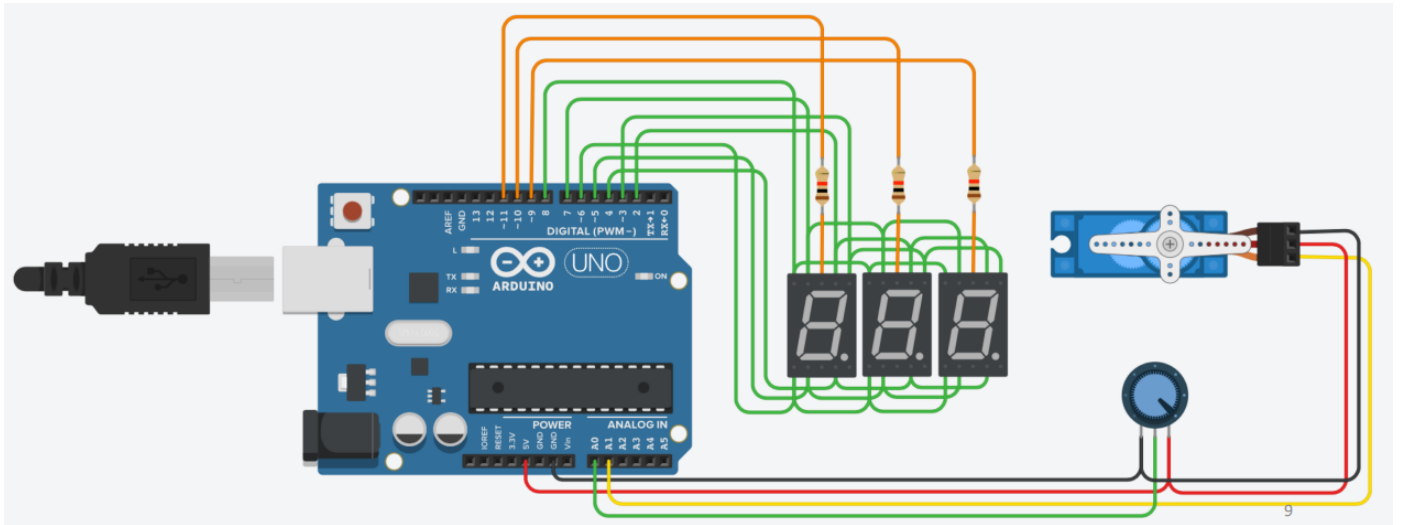 AREF
GND
13
12
~11
~10
~9
8
7
~6
~5
4
~3
2
TX→1
RX←0
DIGITAL (PWM~)
L
TX
RX
UNO
ON
ARDUINO
POWER
ANALOG IN
IOREF
RESET
3.3V
5V
GND
GND
Vin
A0
A1
A2
A3
A4
A5
9